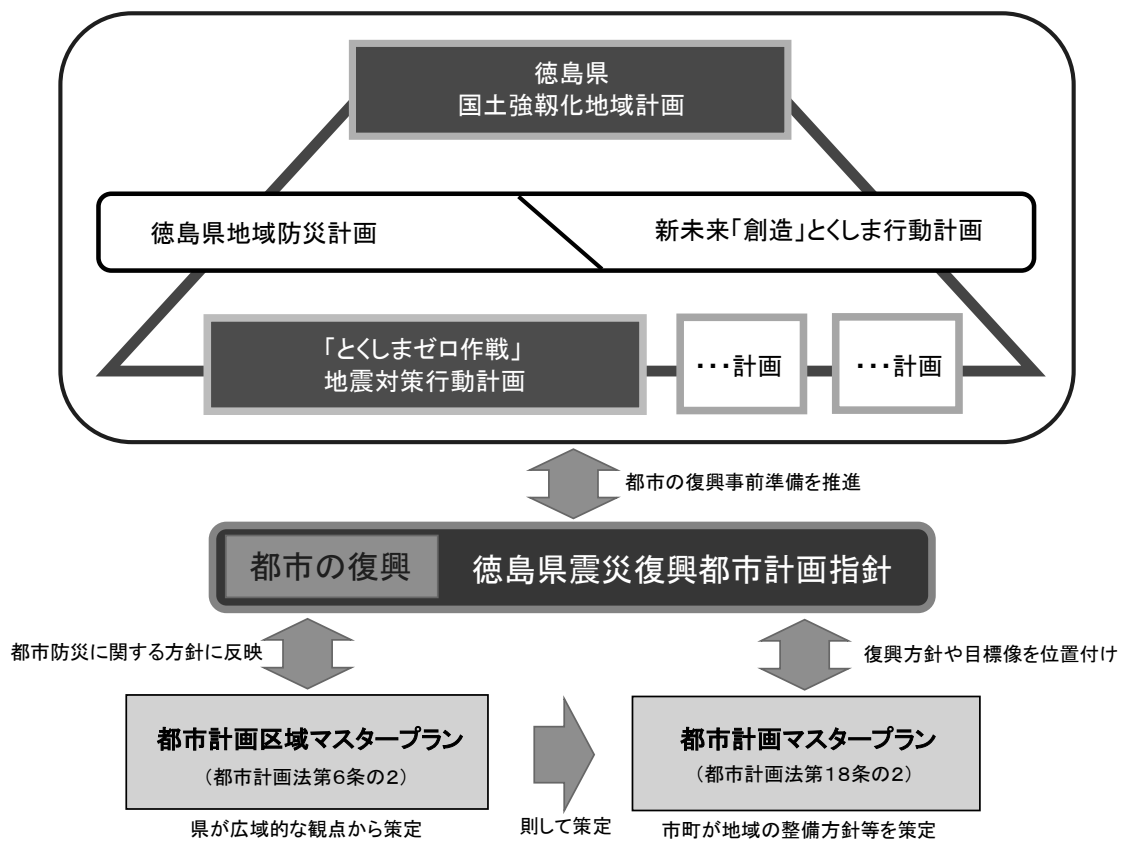 徳島県
国土強靱化地域計画
徳島県地域防災計画
新未来「創造」とくしま行動計画
「とくしまゼロ作戦」
地震対策行動計画
・・・計画
・・・計画
都市の復興事前準備を推進
都市の復興
徳島県震災復興都市計画指針
都市防災に関する方針に反映
復興方針や目標像を位置付け
都市計画区域マスタープラン
（都市計画法第6条の2）
都市計画マスタープラン
（都市計画法第18条の2）
県が広域的な観点から策定
則して策定
市町が地域の整備方針等を策定